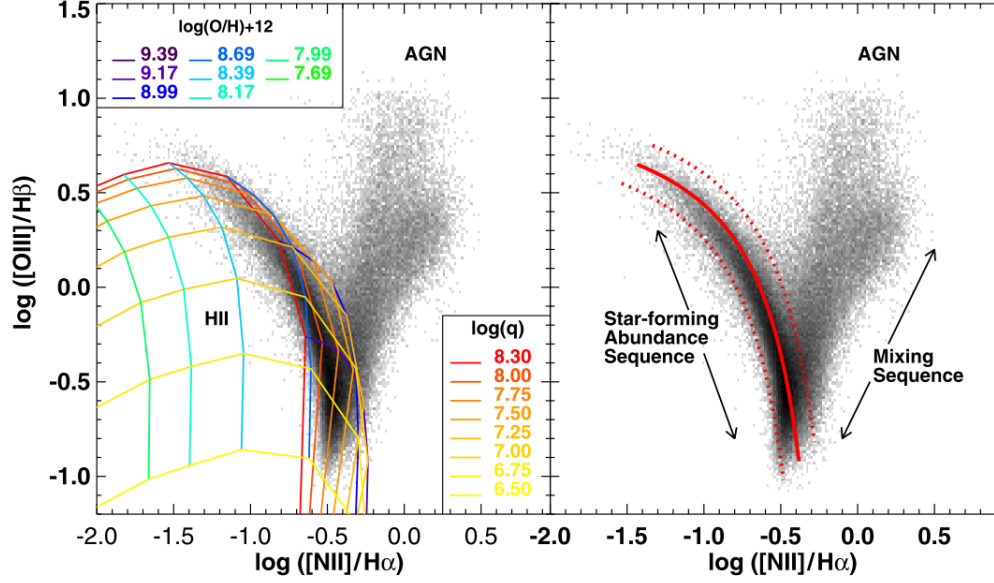 log(O/H)+12
9.39 8.69 7.99
9.17 8.39 7.69
8.99 8.17
AGN
HII
log(q)
8.30
8.00
7.75
7.50
7.25
7.00
6.75
6.50
1.5
1.0
0.5
0.0
-0.5
-1.0
log ([OIII]/Hβ)
-2.0 -1.5 -1.0 -0.5 0.0 0.5
log ([NII]/Hα)
AGN
Star-forming
Abundance
Sequence
Mixing
Sequence
-2.0 -1.5 -1.0 -0.5 0.0 0.5
log ([NII]/Hα)